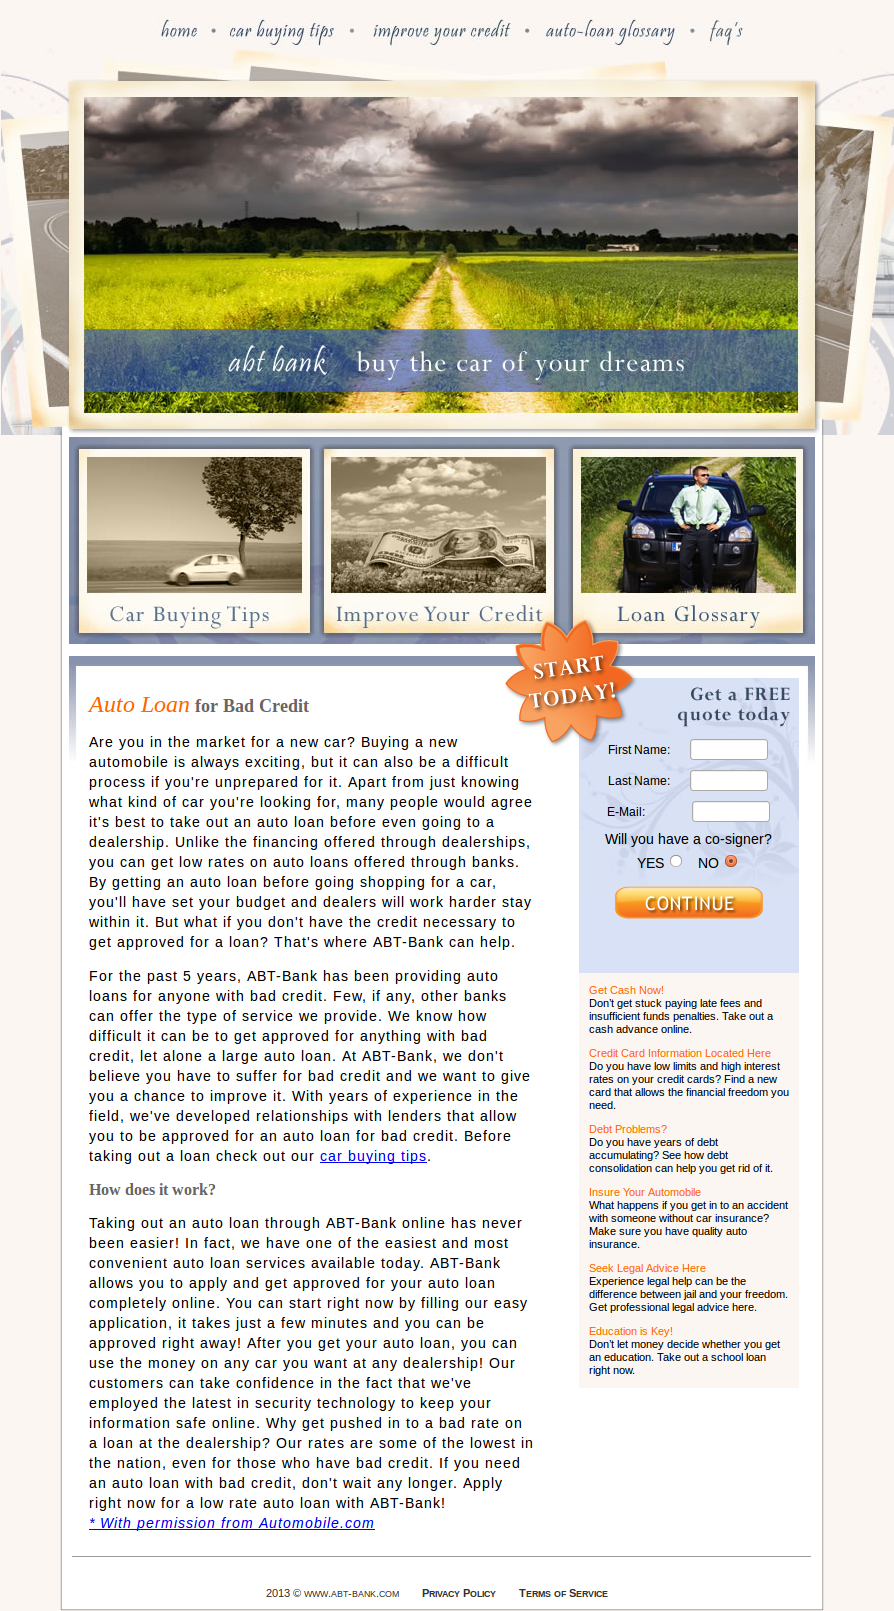 home • car buying tips • improve your credit • auto-loan glossary • faq's
abt bank buy the car of your dreams
Car Buying Tips
Improve Your Credit
Loan Glossary
START
TODAY!
Auto Loan for Bad Credit
Are you in the market for a new car? Buying a new
automobile is always exciting, but it can also be a difficult
process if you're unprepared for it. Apart from just knowing
what kind of car you're looking for, many people would agree
it's best to take out an auto loan before even going to a
dealership. Unlike the financing offered through dealerships,
you can get low rates on auto loans offered through banks.
By getting an auto loan before going shopping for a car,
you'll have set your budget and dealers will work harder stay
within it. But what if you don't have the credit necessary to
get approved for a loan? That's where ABT-Bank can help.
For the past 5 years, ABT-Bank has been providing auto
loans for anyone with bad credit. Few, if any, other banks
can offer the type of service we provide. We know how
difficult it can be to get approved for anything with bad
credit, let alone a large auto loan. At ABT-Bank, we don't
believe you have to suffer for bad credit and we want to give
you a chance to improve it. With years of experience in the
field, we've developed relationships with lenders that allow
you to be approved for an auto loan for bad credit. Before
taking out a loan check out our car buying tips.
How does it work?
Taking out an auto loan through ABT-Bank online has never
been easier! In fact, we have one of the easiest and most
convenient auto loan services available today. ABT-Bank
allows you to apply and get approved for your auto loan
completely online. You can start right now by filling our easy
application, it takes just a few minutes and you can be
approved right away! After you get your auto loan, you can
use the money on any car you want at any dealership! Our
customers can take confidence in the fact that we've
employed the latest in security technology to keep your
information safe online. Why get pushed in to a bad rate on
a loan at the dealership? Our rates are some of the lowest in
the nation, even for those who have bad credit. If you need
an auto loan with bad credit, don't wait any longer. Apply
right now for a low rate auto loan with ABT-Bank!
* With permission from Automobile.com
Get a FREE
quote today
First Name:
Last Name:
E-Mail:
Will you have a co-signer?
YES NO
CONTINUE
Get Cash Now!
Don't get stuck paying late fees and
insufficient funds penalties. Take out a
cash advance online.
Credit Card Information Located Here
Do you have low limits and high interest
rates on your credit cards? Find a new
card that allows the financial freedom you
need.
Debt Problems?
Do you have years of debt
accumulating? See how debt
consolidation can help you get rid of it.
Insure Your Automobile
What happens if you get in to an accident
with someone without car insurance?
Make sure you have quality auto
insurance.
Seek Legal Advice Here
Experience legal help can be the
difference between jail and your freedom.
Get professional legal advice here.
Education is Key!
Don't let money decide whether you get
an education. Take out a school loan
right now.
2013 © www.abt-bank.com Privacy Policy Terms of Service